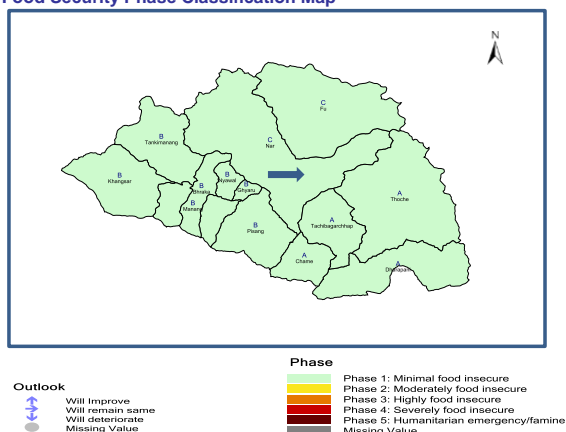 Food Security Phase Classification Map
N
C
Fu
B
Tankimanang
C
Nar
B
Khangsar
B
Nyawal
B
Ghyaru
B
Bhraka
B
Manang
A
Thoche
B
Pisang
A
Tachbagarchhap
A
Chame
A
Dharapani
Phase
Outlook
Will Improve
Will remain same
Will deteriorate
Missing Value
Phase 1: Minimal food insecure
Phase 2: Moderately food insecure
Phase 3: Highly food insecure
Phase 4: Severely food insecure
Phase 5: Humanitarian emergency/famine
Missing Value